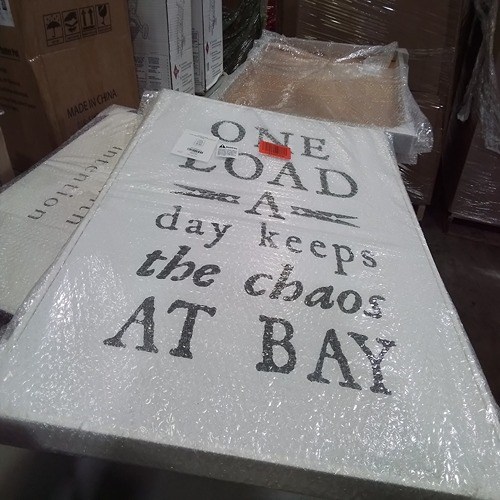 ONE
LOAD
A
day keeps
the chaos
AT BAY
MADE IN CHINA
intention